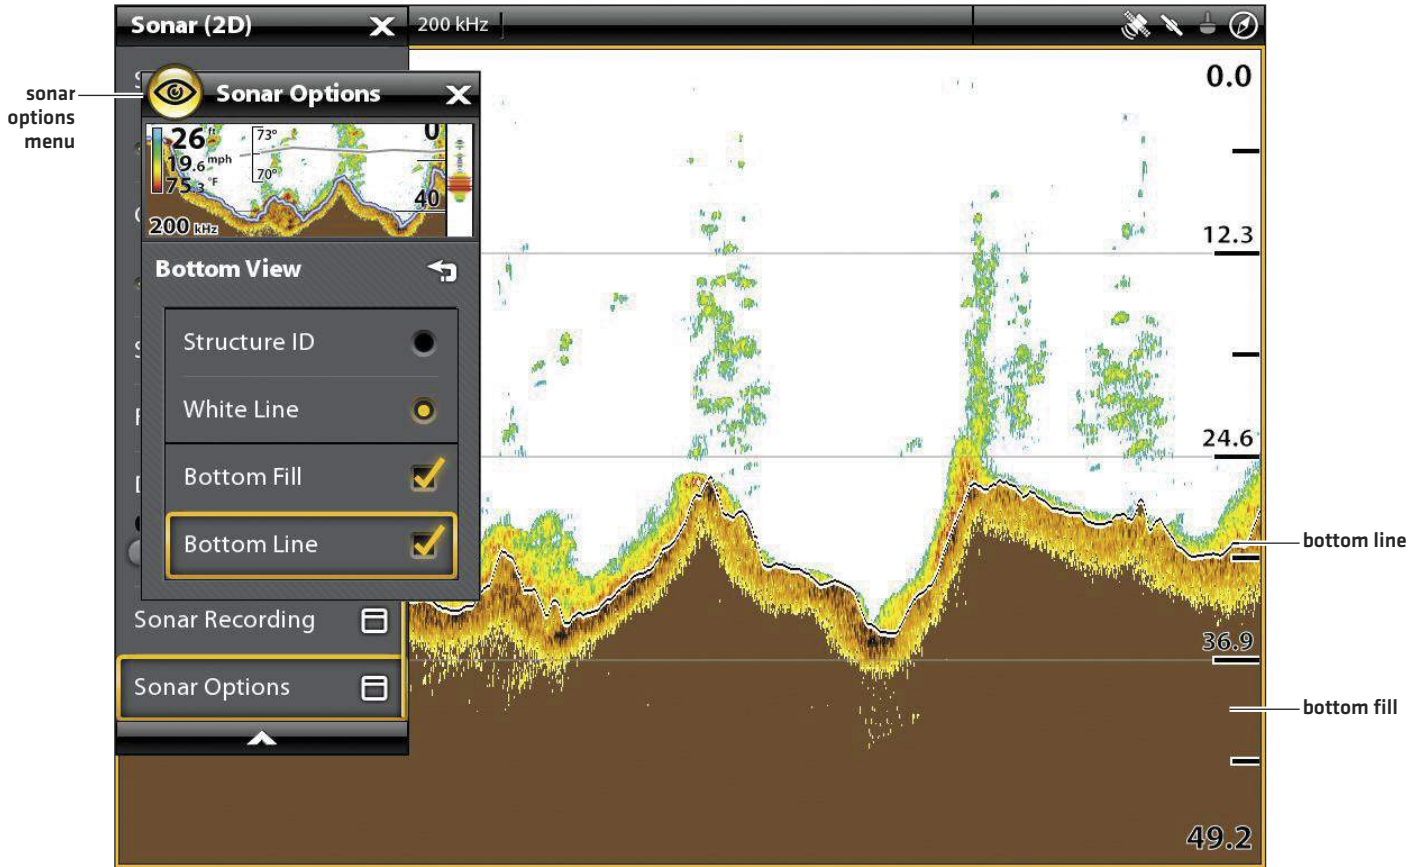 Sonar (2D)
200 kHz
sonar
options
menu
Sonar Options
26 ft
19.6 mph
75.3 °F
73°
70°
0
40
200 kHz
Bottom View
Structure ID
White Line
Bottom Fill
Bottom Line
Sonar Recording
Sonar Options
0.0
12.3
24.6
36.9
49.2
bottom line
bottom fill